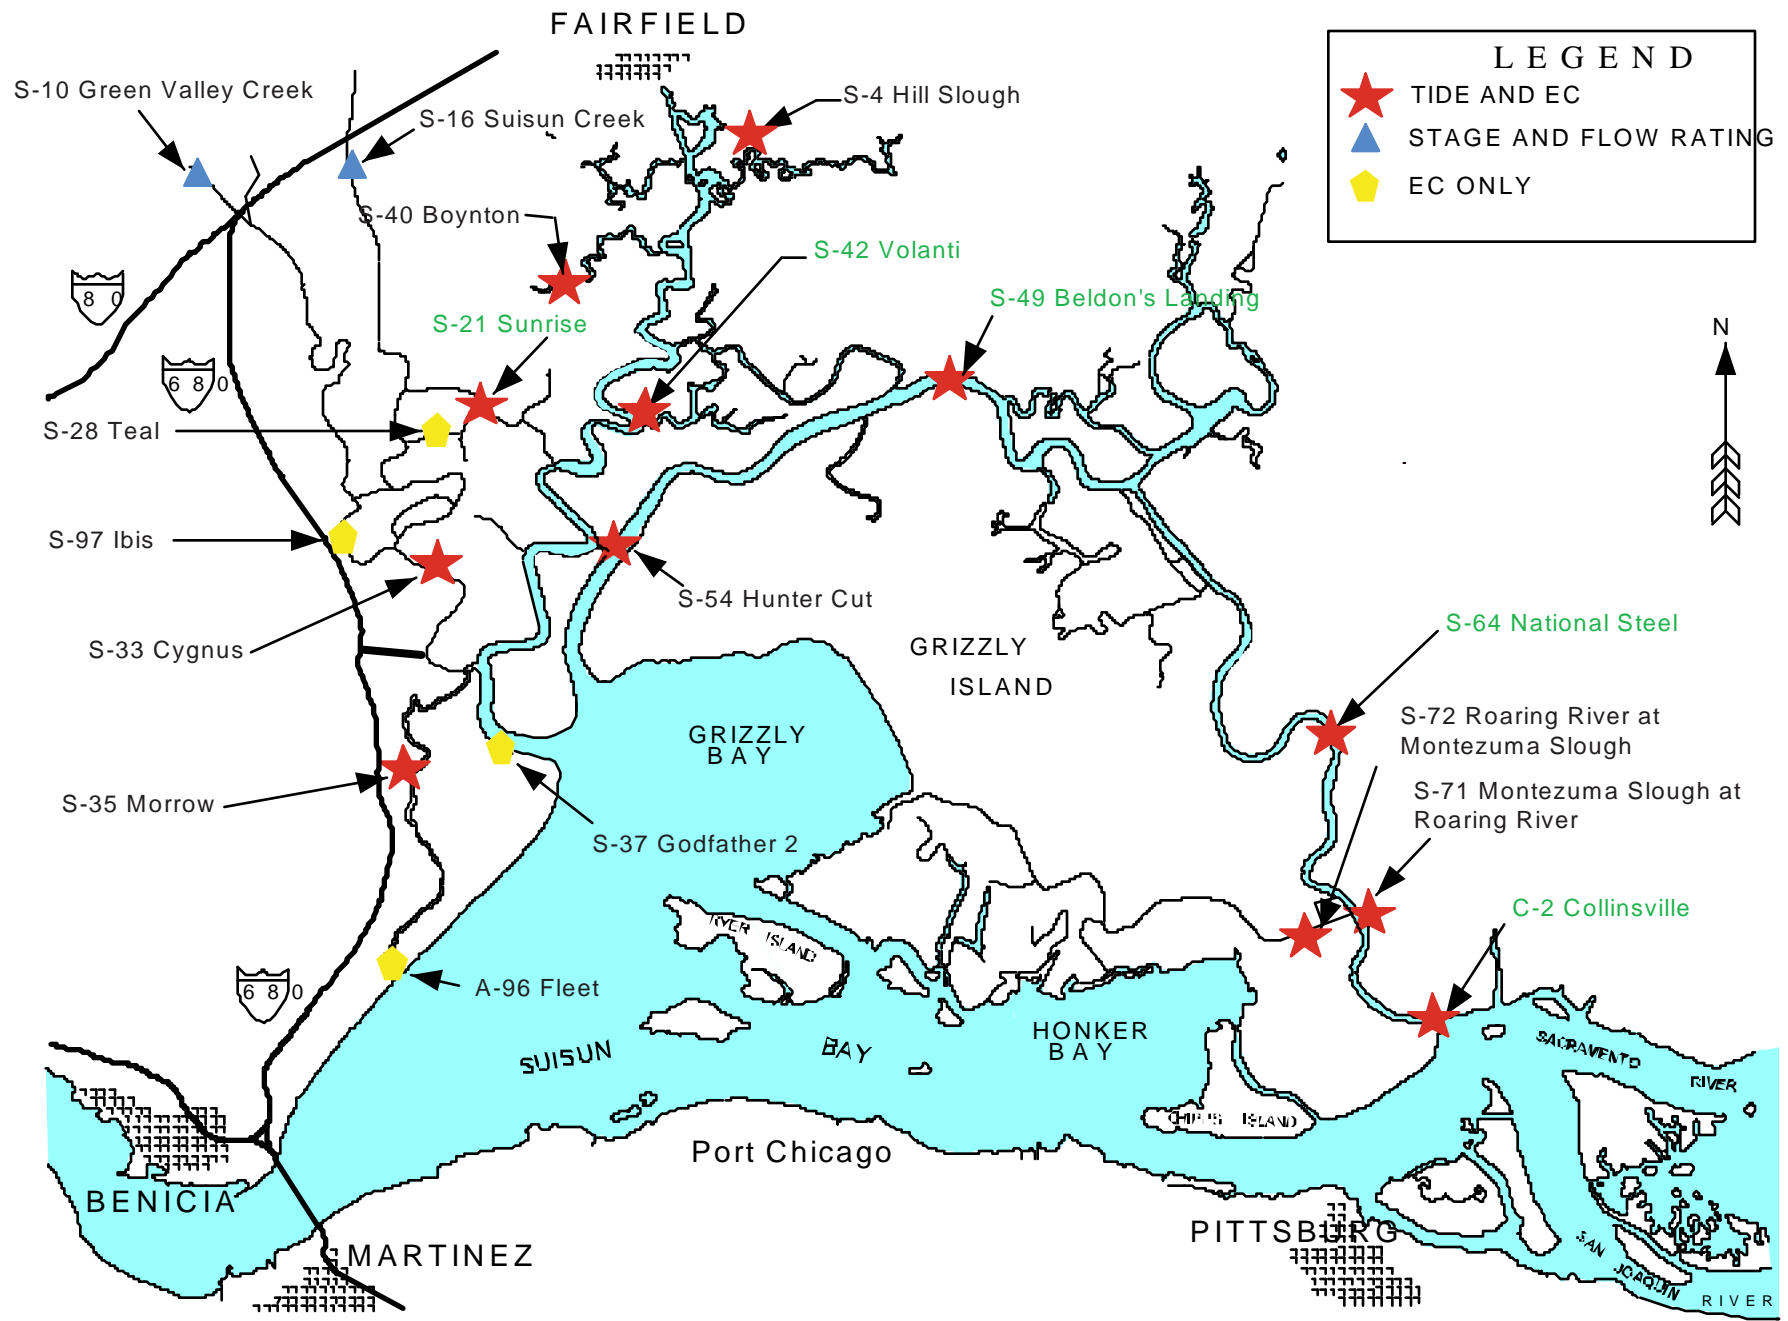 FAIRFIELD
LEGEND
TIDE AND EC
STAGE AND FLOW RATING
EC ONLY
S-10 Green Valley Creek
S-16 Suisun Creek
S-4 Hill Slough
S-40 Boynton
S-42 Volanti
S-49 Beldon's Landing
80
S-21 Sunrise
N
680
S-28 Teal
S-97 Ibis
S-54 Hunter Cut
S-33 Cygnus
GRIZZLY
ISLAND
S-64 National Steel
S-72 Roaring River at
Montezuma Slough
GRIZZLY
BAY
S-35 Morrow
S-71 Montezuma Slough at
Roaring River
S-37 Godfather 2
C-2 Collinsville
RYER ISLAND
A-96 Fleet
680
HONKER
BAY
SUISUN BAY
SACRAMENTO RIVER
CHIPPS ISLAND
Port Chicago
BENICIA
MARTINEZ
PITTSBURG
SAN
JOAQUIN
RIVER